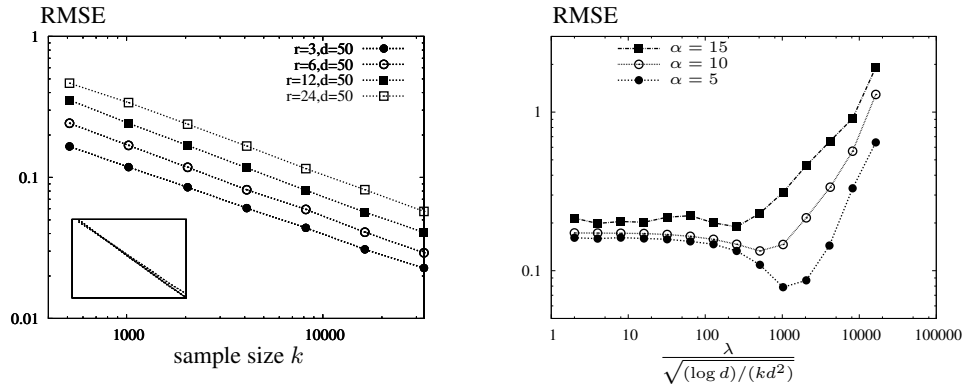 RMSE
1
0.1
0.01
r=3,d=50
r=6,d=50
r=12,d=50
r=24,d=50
1000
10000
sample size k
RMSE
1
0.1
α = 15
α = 10
α = 5
1
10
100
1000
10000
100000
λ
√(log d)/(kd²)